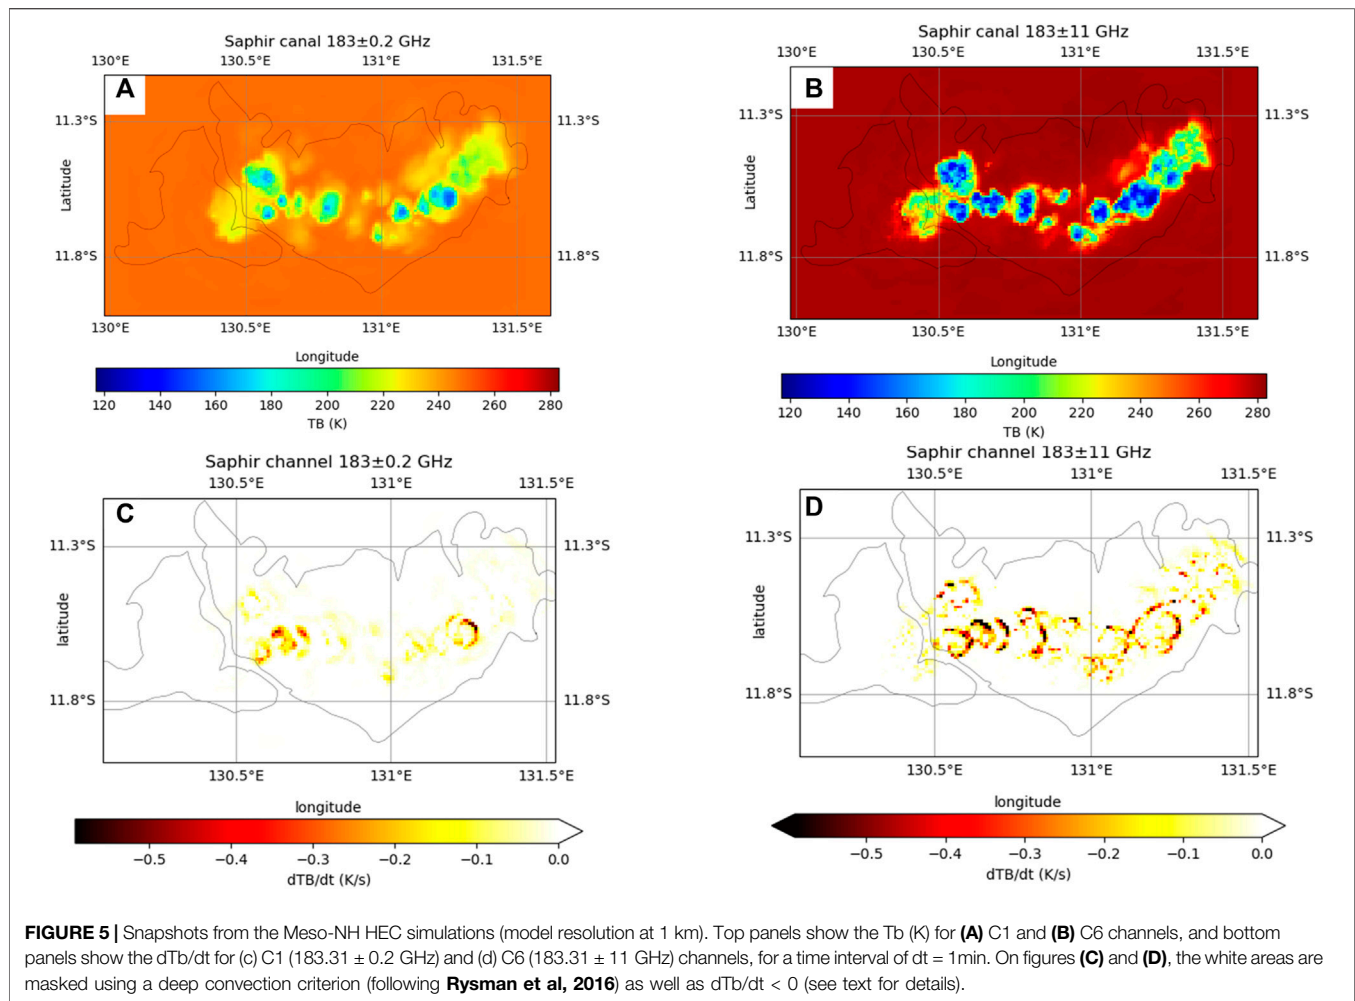 Saphir canal 183±0.2 GHz
130°E 130.5°E 131°E 131.5°E
A
11.3°S 11.3°S
Latitude
11.8°S 11.8°S
130°E 130.5°E 131°E 131.5°E
Longitude
120 140 160 180 200 220 240 260 280
TB (K)
Saphir canal 183±11 GHz
130°E 130.5°E 131°E 131.5°E
B
11.3°S 11.3°S
Latitude
11.8°S 11.8°S
130°E 130.5°E 131°E 131.5°E
Longitude
120 140 160 180 200 220 240 260 280
TB (K)
Saphir channel 183±0.2 GHz
130.5°E 131°E 131.5°E
C
11.3°S 11.3°S
latitude
11.8°S 11.8°S
130.5°E 131°E 131.5°E
longitude
−0.5 −0.4 −0.3 −0.2 −0.1 0.0
dTB/dt (K/s)
Saphir channel 183±11 GHz
130.5°E 131°E 131.5°E
D
11.3°S 11.3°S
latitude
11.8°S 11.8°S
130.5°E 131°E 131.5°E
longitude
−0.5 −0.4 −0.3 −0.2 −0.1 0.0
dTB/dt (K/s)
FIGURE 5 | Snapshots from the Meso-NH HEC simulations (model resolution at 1 km). Top panels show the Tb (K) for (A) C1 and (B) C6 channels, and bottom
panels show the dTb/dt for (c) C1 (183.31 ± 0.2 GHz) and (d) C6 (183.31 ± 11 GHz) channels, for a time interval of dt = 1min. On figures (C) and (D), the white areas are
masked using a deep convection criterion (following Rysman et al, 2016) as well as dTb/dt < 0 (see text for details).